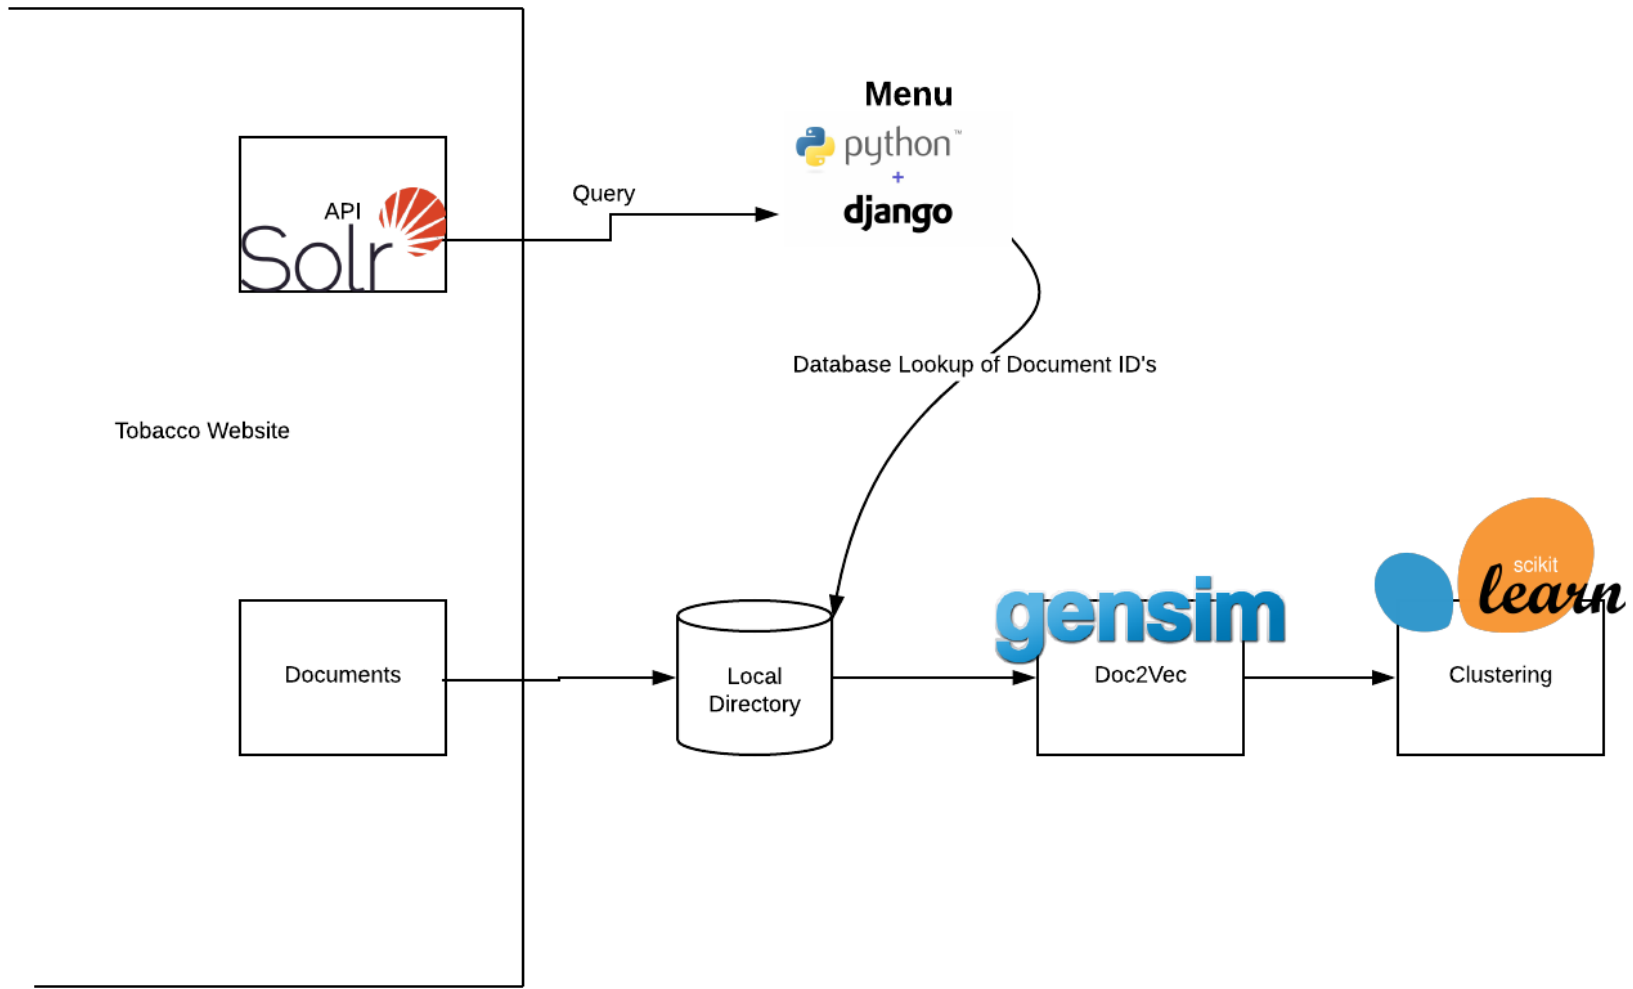 Menu
python™
+
django
Query
API
Solr
Database Lookup of Document ID's
Tobacco Website
scikit
learn
gensim
Documents
Local
Directory
Doc2Vec
Clustering